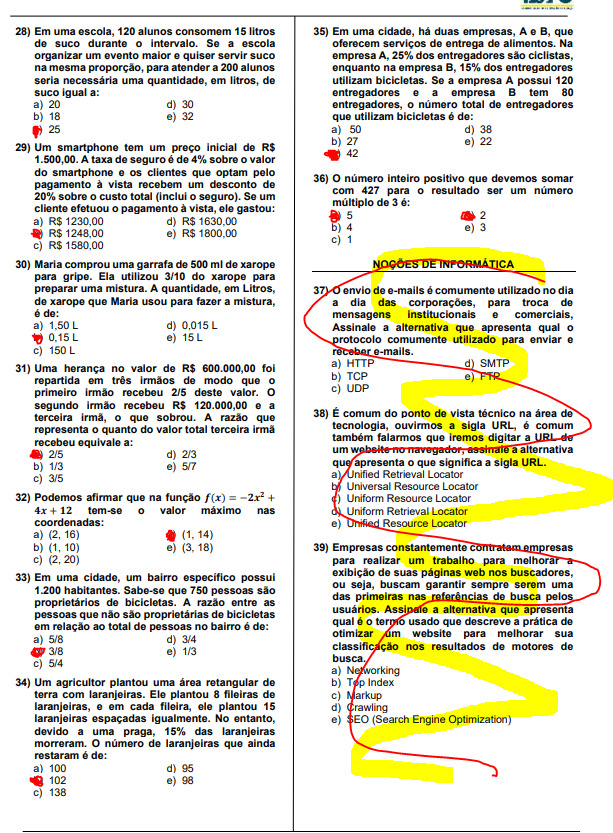 28) Em uma escola, 120 alunos consomem 15 litros
de suco durante o intervalo. Se a escola
organizar um evento maior e quiser servir suco
na mesma proporção, para atender a 200 alunos
seria necessária uma quantidade, em litros, de
suco igual a:
a) 20 d) 30
b) 18 e) 32
25
29) Um smartphone tem um preço inicial de R$
1.500,00. A taxa de seguro é de 4% sobre o valor
do smartphone e os clientes que optam pelo
pagamento à vista recebem um desconto de
20% sobre o custo total (inclui o seguro). Se um
cliente efetuou o pagamento à vista, ele gastou:
a) R$ 1230,00 d) R$ 1630,00
R$ 1248,00 e) R$ 1800,00
c) R$ 1580,00
30) Maria comprou uma garrafa de 500 ml de xarope
para gripe. Ela utilizou 3/10 do xarope para
preparar uma mistura. A quantidade, em Litros,
de xarope que Maria usou para fazer a mistura,
é de:
a) 1,50 L d) 0,015 L
0,15 L e) 15 L
c) 150 L
31) Uma herança no valor de R$ 600.000,00 foi
repartida em três irmãos de modo que o
primeiro irmão recebeu 2/5 deste valor. O
segundo irmão recebeu R$ 120.000,00 e a
terceira irmã, o que sobrou. A razão que
representa o quanto do valor total terceira irmã
recebeu equivale a:
2/5 d) 2/3
b) 1/3 e) 5/7
c) 3/5
32) Podemos afirmar que na função f(x) = −2x² +
4x + 12 tem-se o valor máximo nas
coordenadas:
a) (2, 16) (1, 14)
b) (1, 10) e) (3, 18)
c) (2, 20)
33) Em uma cidade, um bairro específico possui
1.200 habitantes. Sabe-se que 750 pessoas são
proprietários de bicicletas. A razão entre as
pessoas que não são proprietárias de bicicletas
em relação ao total de pessoas no bairro é de:
a) 5/8 d) 3/4
3/8 e) 1/3
c) 5/4
34) Um agricultor plantou uma área retangular de
terra com laranjeiras. Ele plantou 8 fileiras de
laranjeiras, e em cada fileira, ele plantou 15
laranjeiras espaçadas igualmente. No entanto,
devido a uma praga, 15% das laranjeiras
morreram. O número de laranjeiras que ainda
restaram é de:
a) 100 d) 95
102 e) 98
c) 138
35) Em uma cidade, há duas empresas, A e B, que
oferecem serviços de entrega de alimentos. Na
empresa A, 25% dos entregadores são ciclistas,
enquanto na empresa B, 15% dos entregadores
utilizam bicicletas. Se a empresa A possui 120
entregadores e a empresa B tem 80
entregadores, o número total de entregadores
que utilizam bicicletas é de:
a) 50 d) 38
b) 27 e) 22
42
36) O número inteiro positivo que devemos somar
com 427 para o resultado ser um número
múltiplo de 3 é:
5 2
b) 4 e) 3
c) 1
NOÇÕES DE INFORMÁTICA
37) O envio de e-mails é comumente utilizado no dia
a dia das corporações, para troca de
mensagens institucionais e comerciais,
Assinale a alternativa que apresenta qual o
protocolo comumente utilizado para enviar e
receber e-mails.
a) HTTP d) SMTP
b) TCP e) FTP
c) UDP
38) É comum do ponto de vista técnico na área de
tecnologia, ouvirmos a sigla URL, é comum
também falarmos que iremos digitar a URL de
um website no navegador, assinale a alternativa
que apresenta o que significa a sigla URL.
a) Unified Retrieval Locator
b) Universal Resource Locator
c) Uniform Resource Locator
d) Uniform Retrieval Locator
e) Unified Resource Locator
39) Empresas constantemente contratam empresas
para realizar um trabalho para melhorar a
exibição de suas páginas web nos buscadores,
ou seja, buscam garantir sempre serem uma
das primeiras nas referências de busca pelos
usuários. Assinale a alternativa que apresenta
qual é o termo usado que descreve a prática de
otimizar um website para melhorar sua
classificação nos resultados de motores de
busca.
a) Networking
b) Top Index
c) Markup
d) Crawling
e) SEO (Search Engine Optimization)